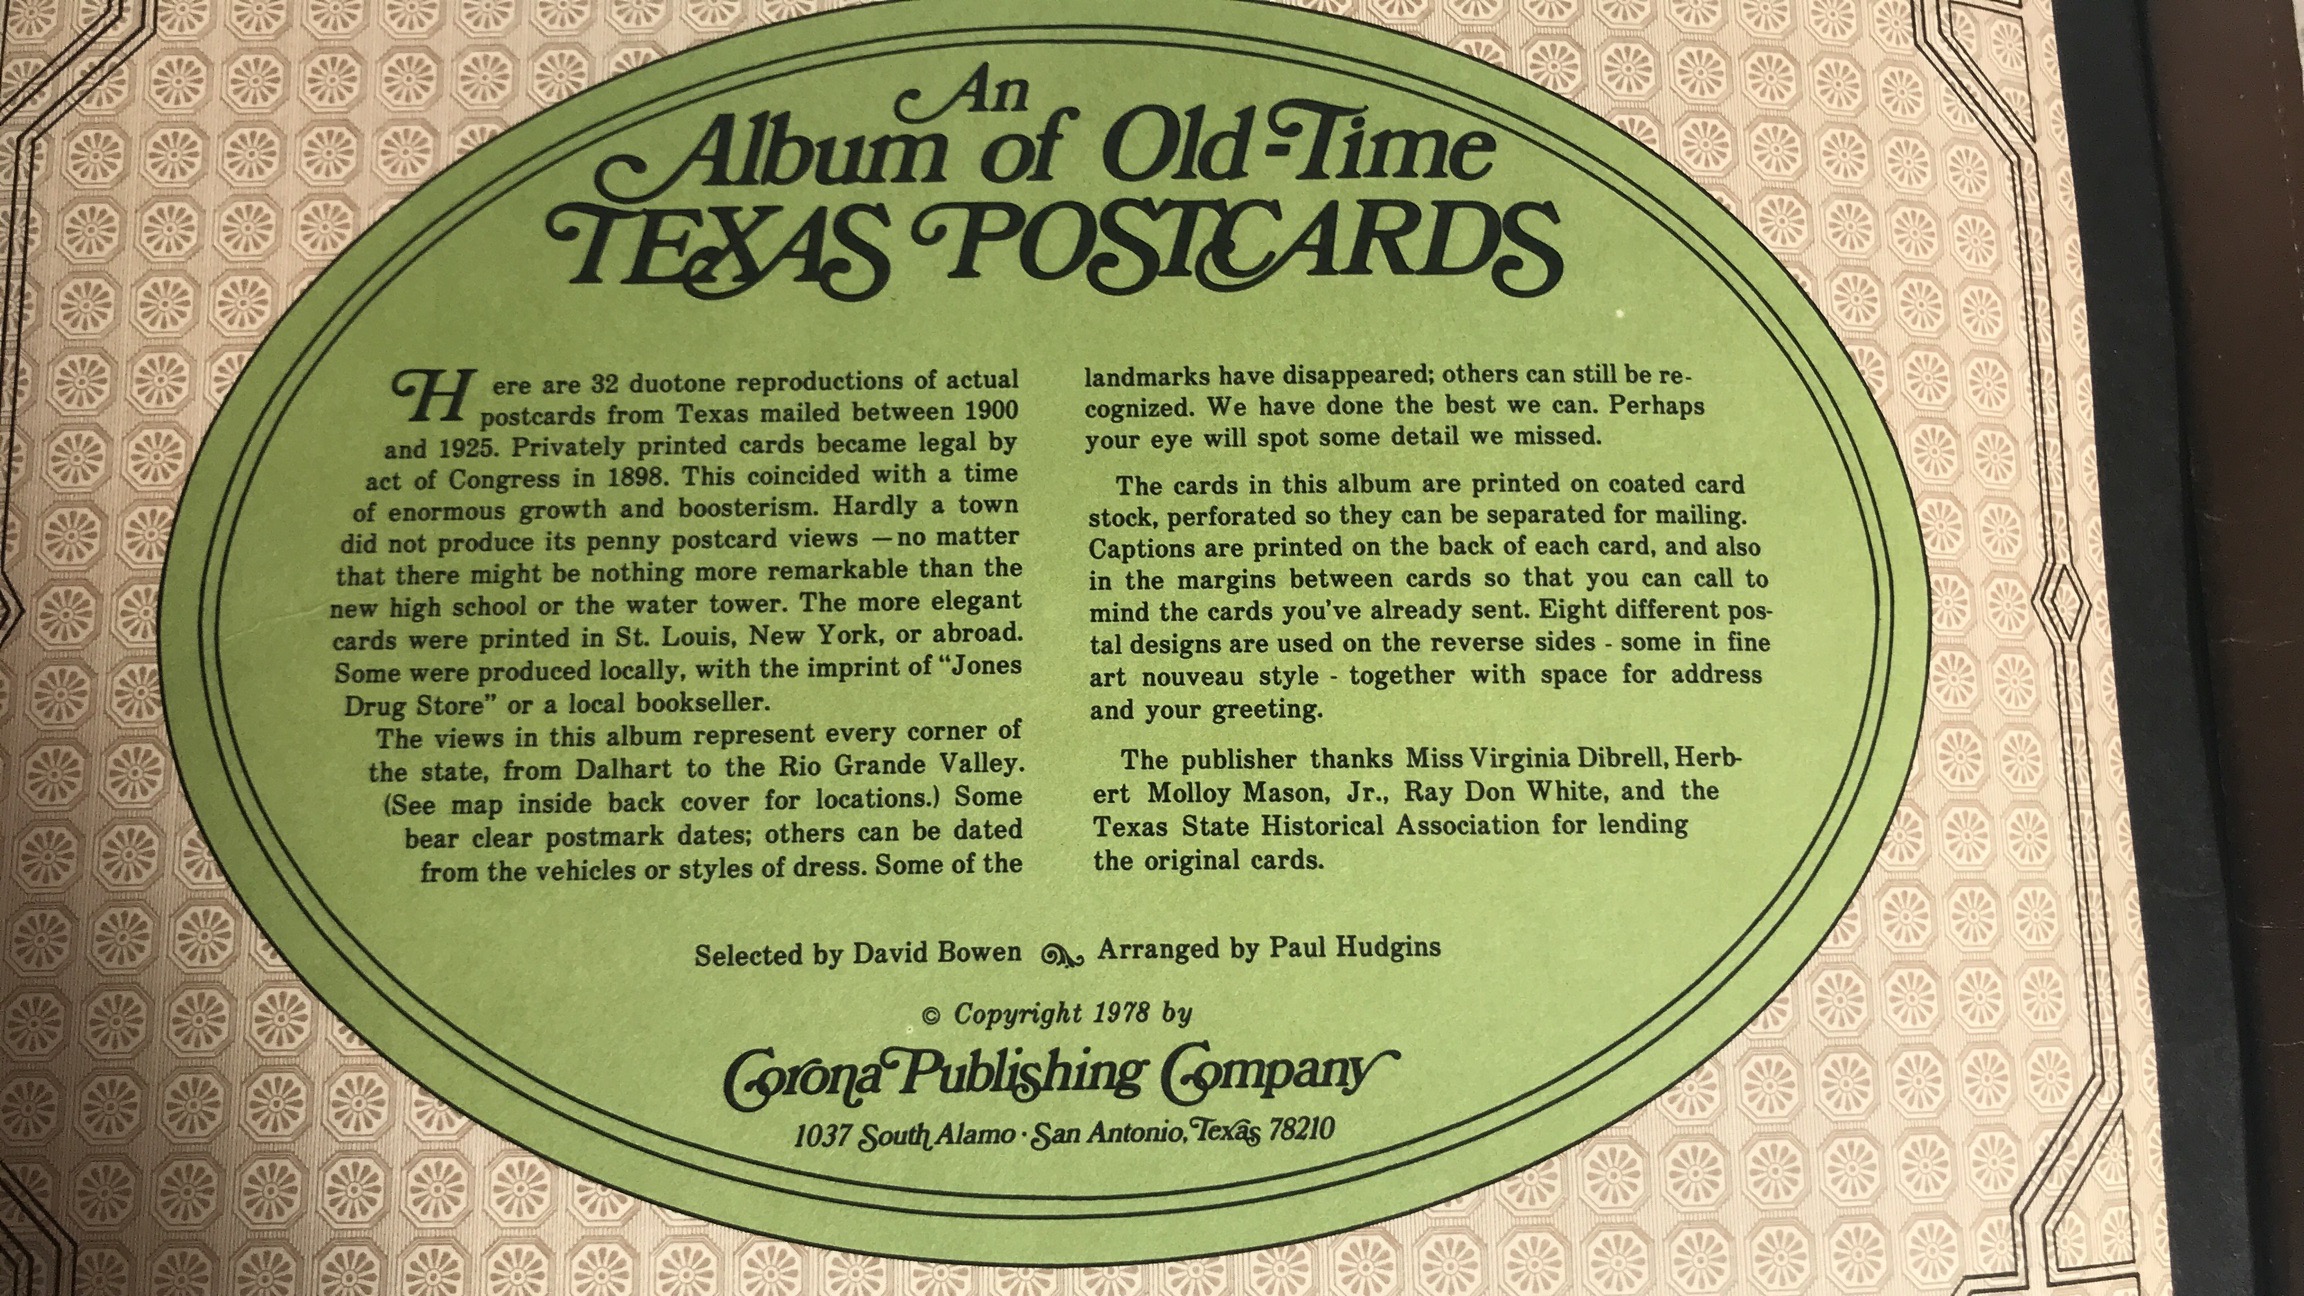 An
Album of Old-Time
TEXAS POSTCARDS
Here are 32 duotone reproductions of actual
postcards from Texas mailed between 1900
and 1925. Privately printed cards became legal by
act of Congress in 1898. This coincided with a time
of enormous growth and boosterism. Hardly a town
did not produce its penny postcard views —no matter
that there might be nothing more remarkable than the
new high school or the water tower. The more elegant
cards were printed in St. Louis, New York, or abroad.
Some were produced locally, with the imprint of “Jones
Drug Store” or a local bookseller.
The views in this album represent every corner of
the state, from Dalhart to the Rio Grande Valley.
(See map inside back cover for locations.) Some
bear clear postmark dates; others can be dated
from the vehicles or styles of dress. Some of the
landmarks have disappeared; others can still be re-
cognized. We have done the best we can. Perhaps
your eye will spot some detail we missed.
The cards in this album are printed on coated card
stock, perforated so they can be separated for mailing.
Captions are printed on the back of each card, and also
in the margins between cards so that you can call to
mind the cards you've already sent. Eight different pos-
tal designs are used on the reverse sides - some in fine
art nouveau style - together with space for address
and your greeting.
The publisher thanks Miss Virginia Dibrell, Herb-
ert Molloy Mason, Jr., Ray Don White, and the
Texas State Historical Association for lending
the original cards.
Selected by David Bowen Arranged by Paul Hudgins
© Copyright 1978 by
Corona Publishing Company
1037 South Alamo · San Antonio, Texas 78210